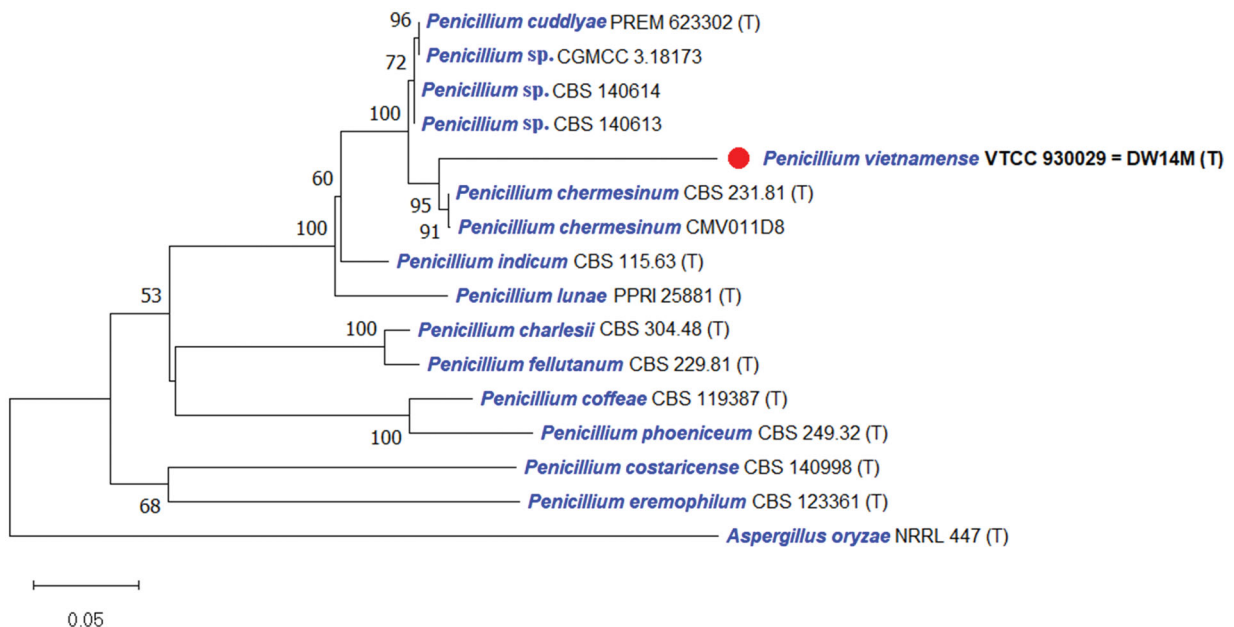 96 Penicillium cuddlyae PREM 623302 (T)
Penicillium sp. CGMCC 3.18173
72
Penicillium sp. CBS 140614
100
Penicillium sp. CBS 140613
Penicillium vietnamense VTCC 930029 = DW14M (T)
60
Penicillium chermesinum CBS 231.81 (T)
95
100
91
Penicillium chermesinum CMV011D8
Penicillium indicum CBS 115.63 (T)
53
Penicillium lunae PPRI 25881 (T)
100
Penicillium charlesii CBS 304.48 (T)
Penicillium fellutanum CBS 229.81 (T)
Penicillium coffeae CBS 119387 (T)
100
Penicillium phoeniceum CBS 249.32 (T)
Penicillium costaricense CBS 140998 (T)
68
Penicillium eremophilum CBS 123361 (T)
Aspergillus oryzae NRRL 447 (T)
0.05